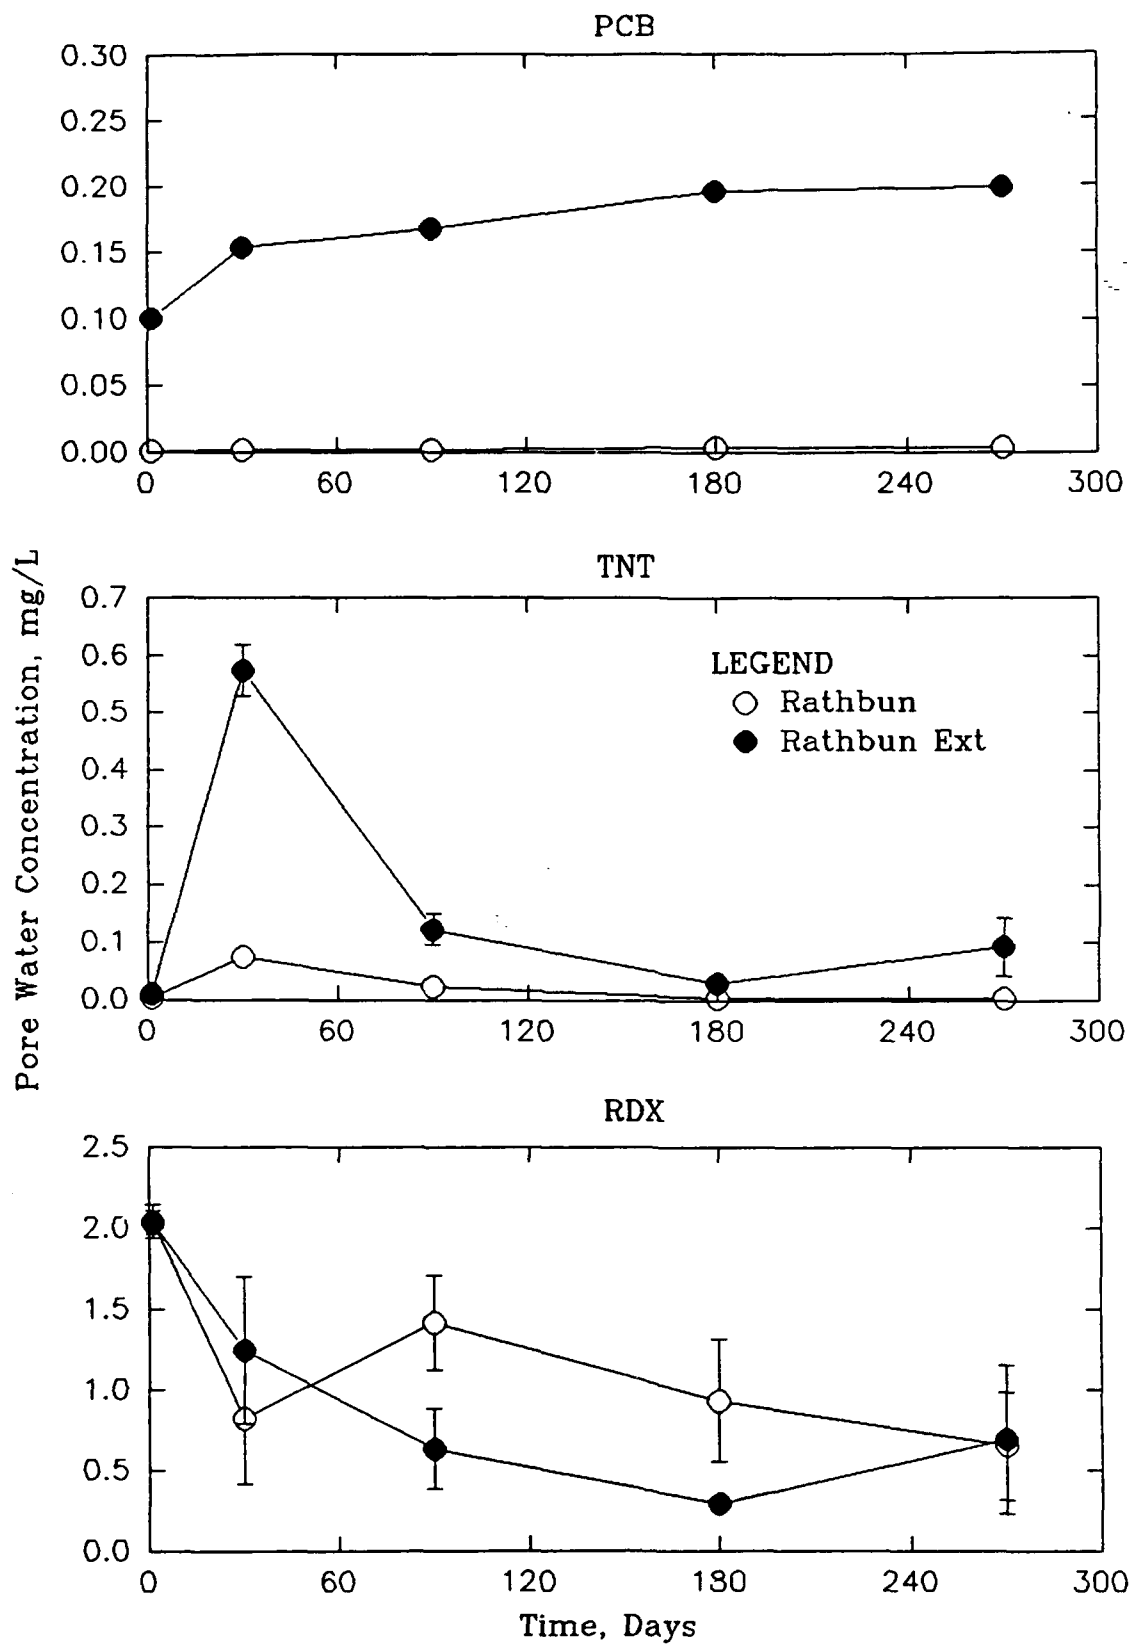 PCB
0.30
0.25
0.20
0.15
0.10
0.05
0.00
0 60 120 180 240 300
Pore Water Concentration, mg/L
TNT
0.7
0.6
0.5
0.4
0.3
0.2
0.1
0.0
LEGEND
Rathbun
Rathbun Ext
0 60 120 180 240 300
RDX
2.5
2.0
1.5
1.0
0.5
0.0
0 60 120 180 240 300
Time, Days